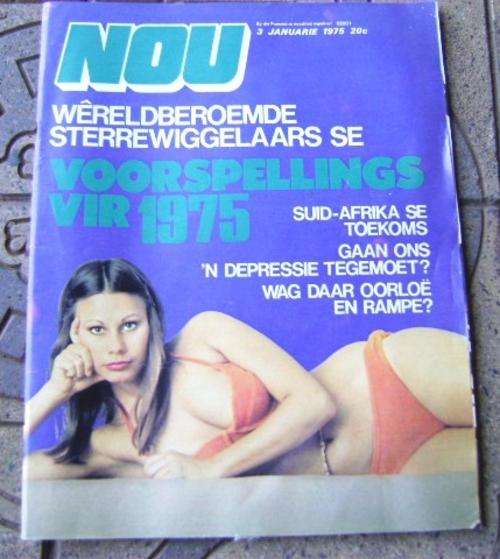 NOU
3 JANUARIE 1975 20c
WÊRELDBEROEMDE
STERREWIGGELAARS SE
VOORSPELLINGS
VIR 1975
SUID-AFRIKA SE
TOEKOMS
GAAN ONS
'N DEPRESSIE TEGEMOET?
WAG DAAR OORLOË
EN RAMPE?